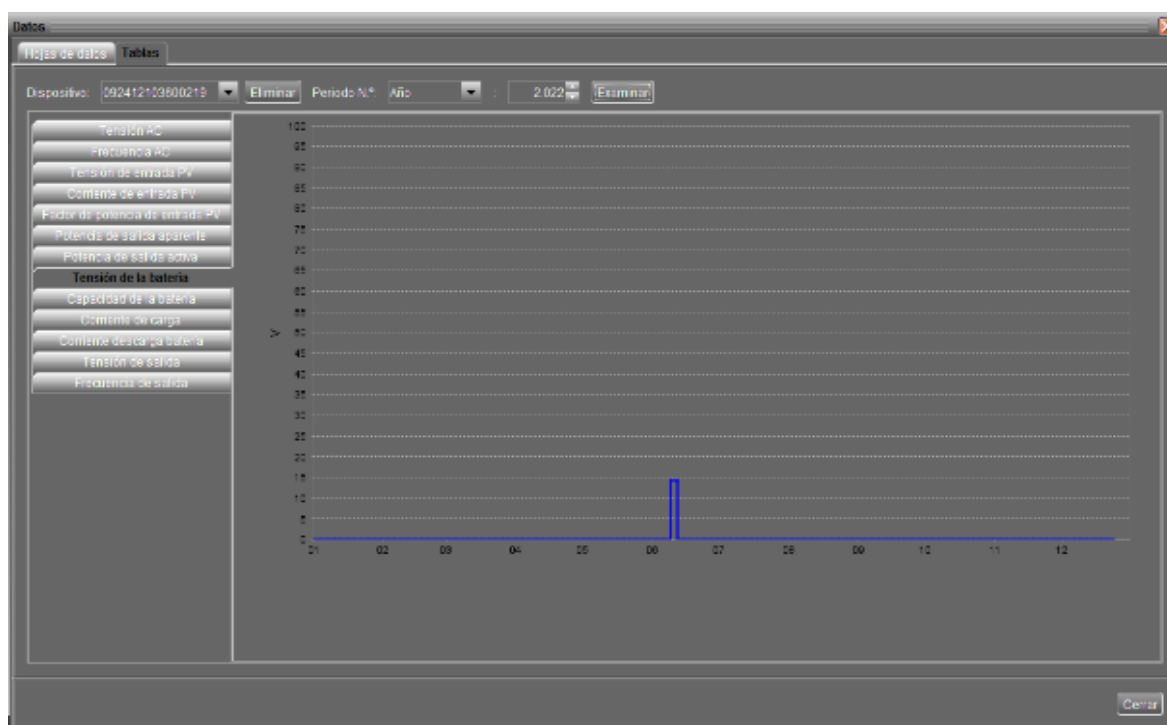 Datos
Hojas de datos Tablas
Dispositivo: 092412103600219 Eliminar Periodo N.º: Año : 2.022 Examinar
Tensión AC
Frecuencia AC
Tensión de entrada PV
Corriente de entrada PV
Factor de potencia de entrada PV
Potencia de salida aparente
Potencia de salida activa
Tensión de la batería
Capacidad de la batería
Corriente de carga
Corriente descarga batería
Tensión de salida
Frecuencia de salida
100
95
90
85
80
75
70
65
60
55
V 50
45
40
35
30
25
20
15
10
5
0
01 02 03 04 05 06 07 08 09 10 11 12
Cerrar